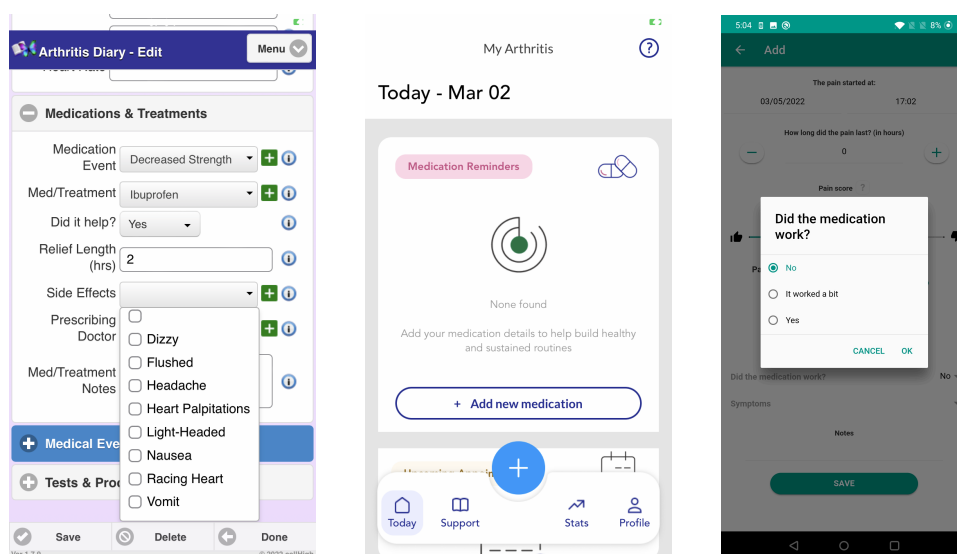 Arthritis Diary - Edit
Menu
Medications & Treatments
Medication
Event
Decreased Strength
Med/Treatment
Ibuprofen
Did it help?
Yes
Relief Length
(hrs)
2
Side Effects
Prescribing
Doctor
Dizzy
Flushed
Headache
Med/Treatment
Notes
Heart Palpitations
Light-Headed
Nausea
Racing Heart
Vomit
Medical Eve
Tests & Pro
Save
Delete
Done
My Arthritis
?
Today - Mar 02
Medication Reminders
None found
Add your medication details to help build healthy
and sustained routines
+ Add new medication
Today
Support
Stats
Profile
5:04
8%
Add
The pain started at:
03/05/2022
17:02
How long did the pain last? (in hours)
0
Pain score ?
Did the medication
work?
No
It worked a bit
Yes
CANCEL
OK
Did the medication work?
No
Symptoms
Notes
SAVE